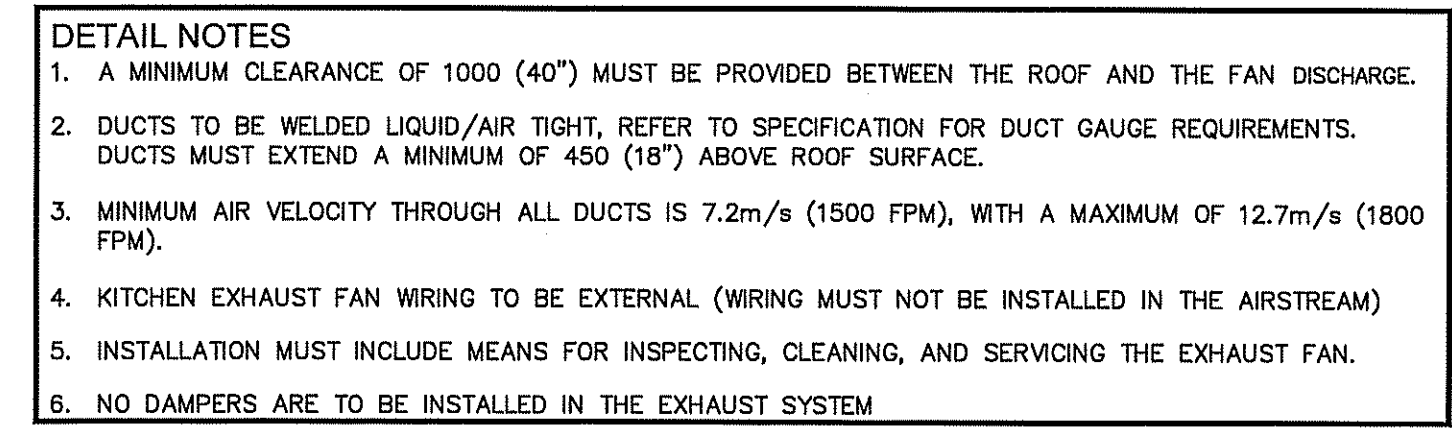 DETAIL NOTES
1. A MINIMUM CLEARANCE OF 1000 (40") MUST BE PROVIDED BETWEEN THE ROOF AND THE FAN DISCHARGE.
2. DUCTS TO BE WELDED LIQUID/AIR TIGHT, REFER TO SPECIFICATION FOR DUCT GAUGE REQUIREMENTS.
DUCTS MUST EXTEND A MINIMUM OF 450 (18") ABOVE ROOF SURFACE.
3. MINIMUM AIR VELOCITY THROUGH ALL DUCTS IS 7.2m/s (1500 FPM), WITH A MAXIMUM OF 12.7m/s (1800
FPM).
4. KITCHEN EXHAUST FAN WIRING TO BE EXTERNAL (WIRING MUST NOT BE INSTALLED IN THE AIRSTREAM)
5. INSTALLATION MUST INCLUDE MEANS FOR INSPECTING, CLEANING, AND SERVICING THE EXHAUST FAN.
6. NO DAMPERS ARE TO BE INSTALLED IN THE EXHAUST SYSTEM